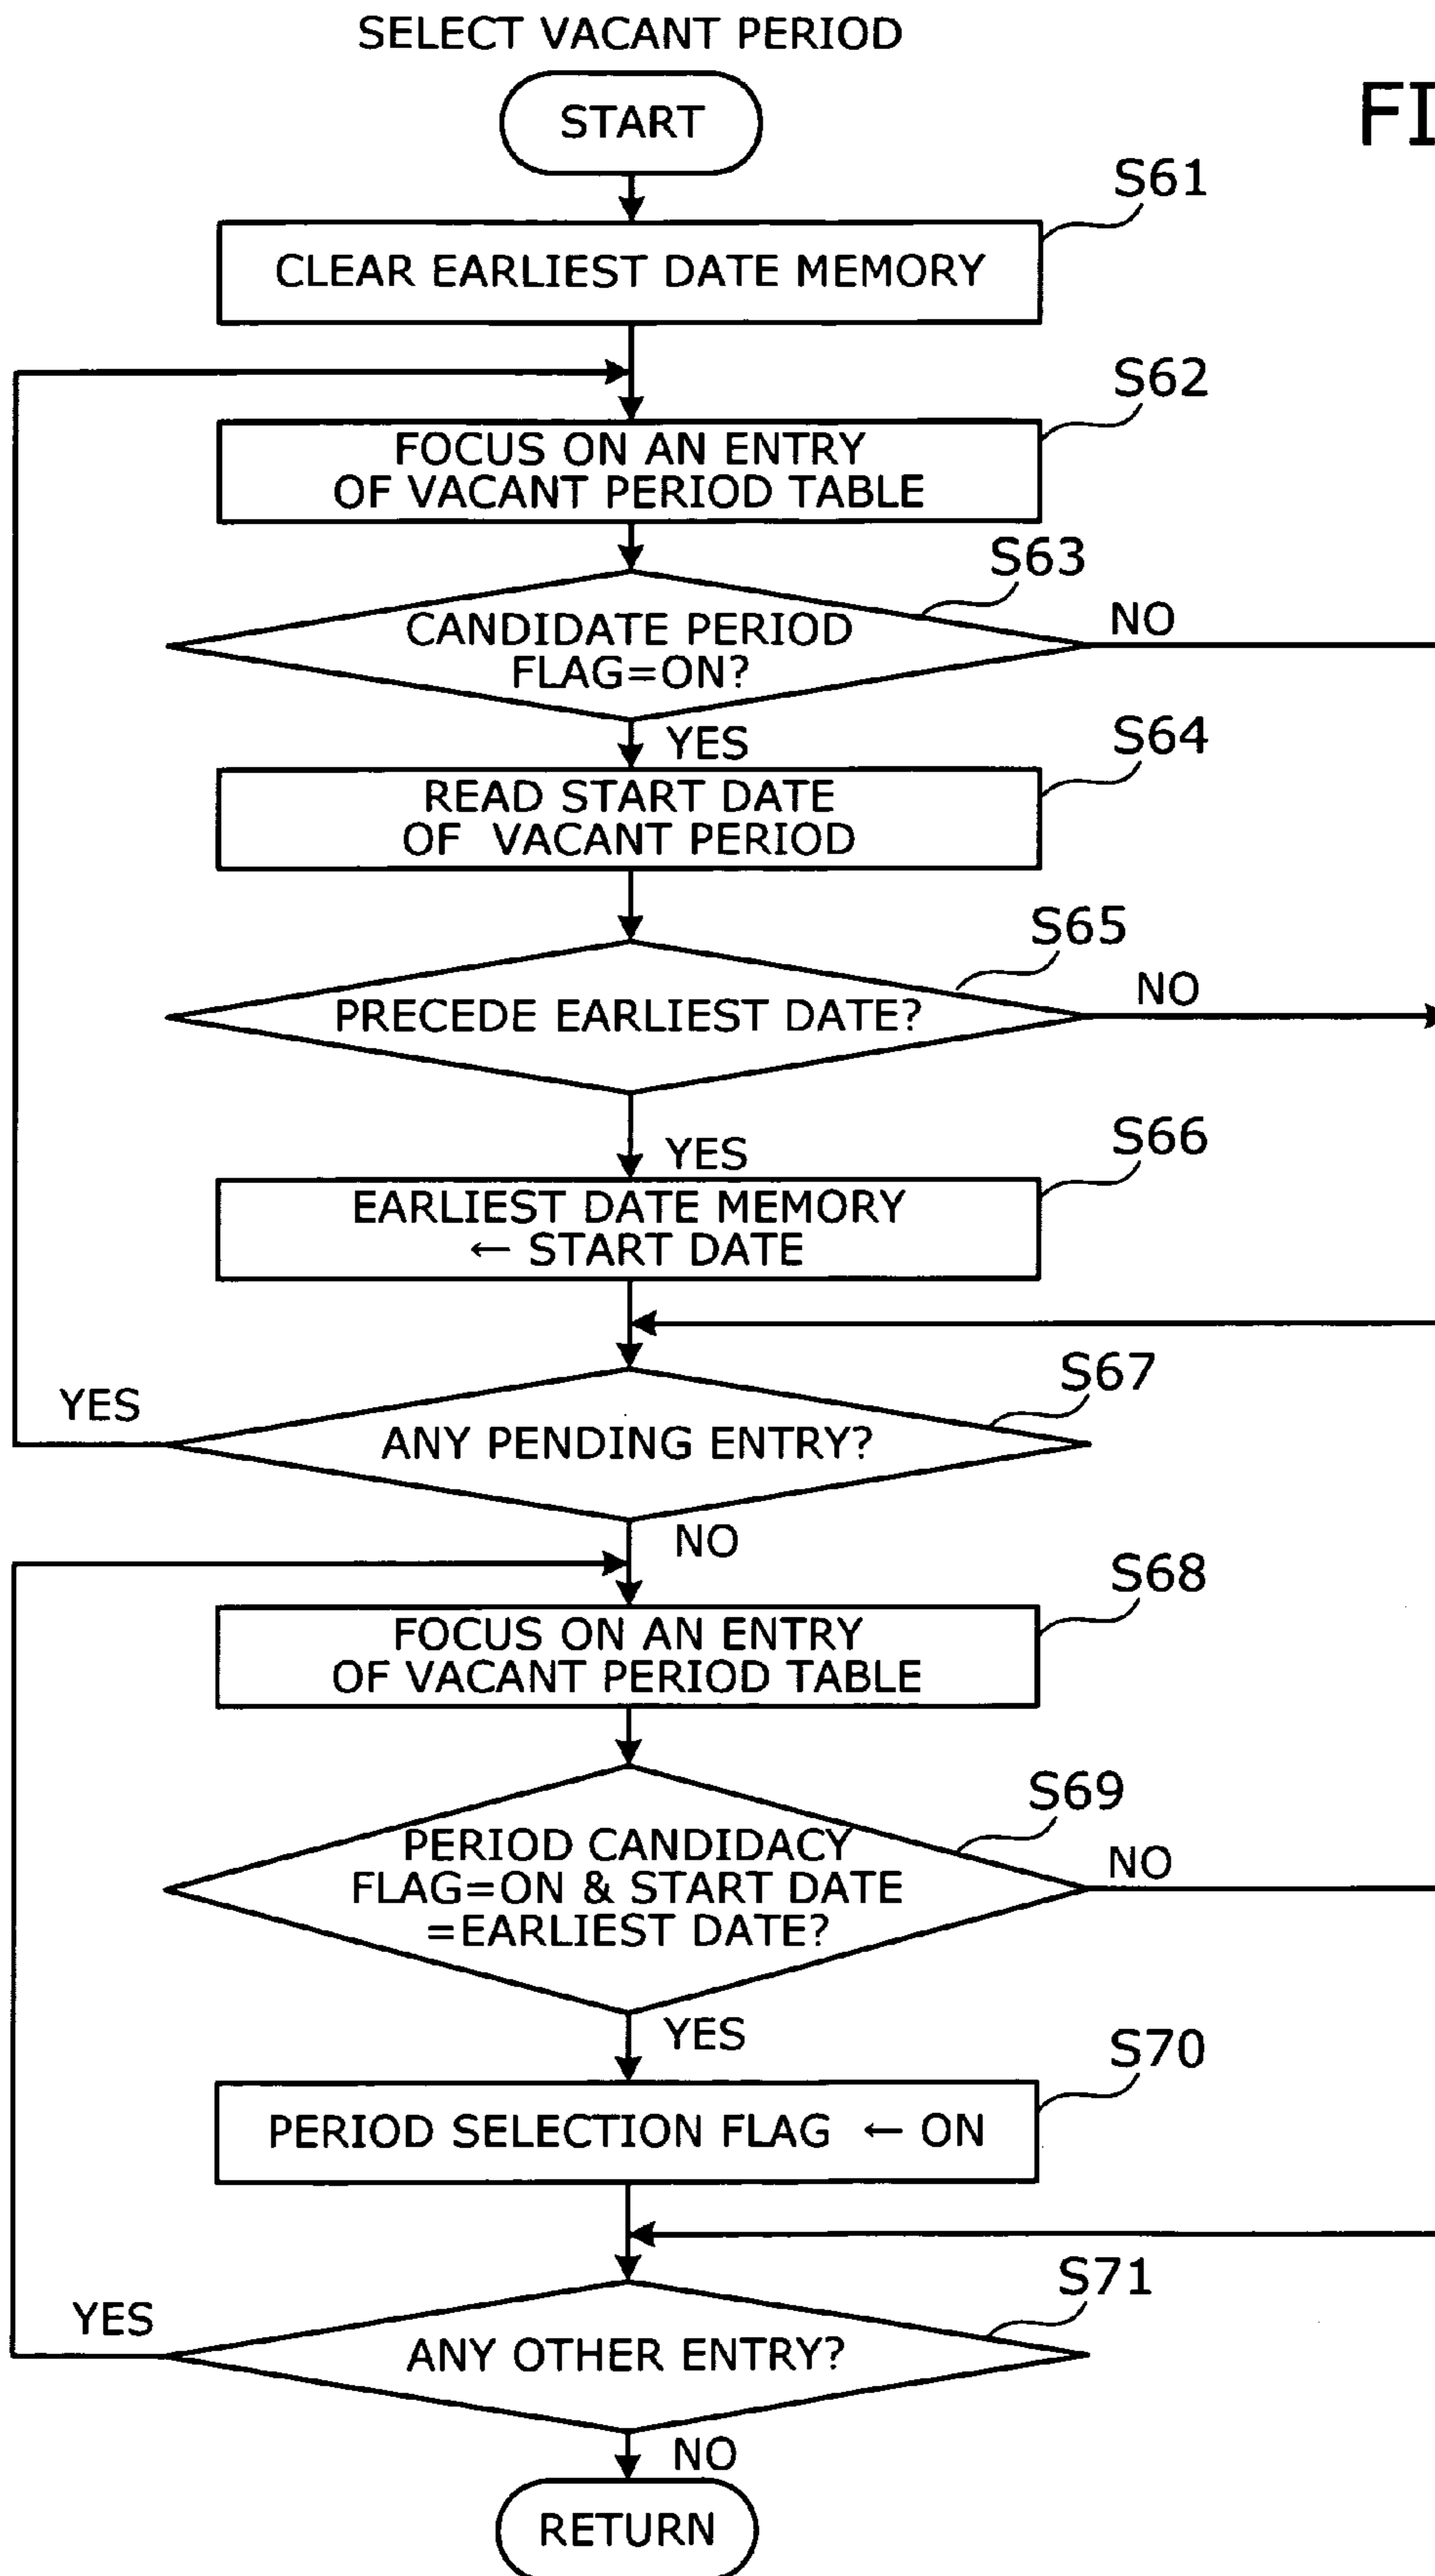 SELECT VACANT PERIOD
START
FI
S61
CLEAR EARLIEST DATE MEMORY
S62
FOCUS ON AN ENTRY
OF VACANT PERIOD TABLE
S63
CANDIDATE PERIOD
FLAG=ON?
NO
YES
S64
READ START DATE
OF VACANT PERIOD
S65
PRECEDE EARLIEST DATE?
NO
YES
S66
EARLIEST DATE MEMORY
← START DATE
S67
YES
ANY PENDING ENTRY?
NO
S68
FOCUS ON AN ENTRY
OF VACANT PERIOD TABLE
S69
PERIOD CANDIDACY
FLAG=ON & START DATE
=EARLIEST DATE?
NO
YES
S70
PERIOD SELECTION FLAG ← ON
S71
YES
ANY OTHER ENTRY?
NO
RETURN